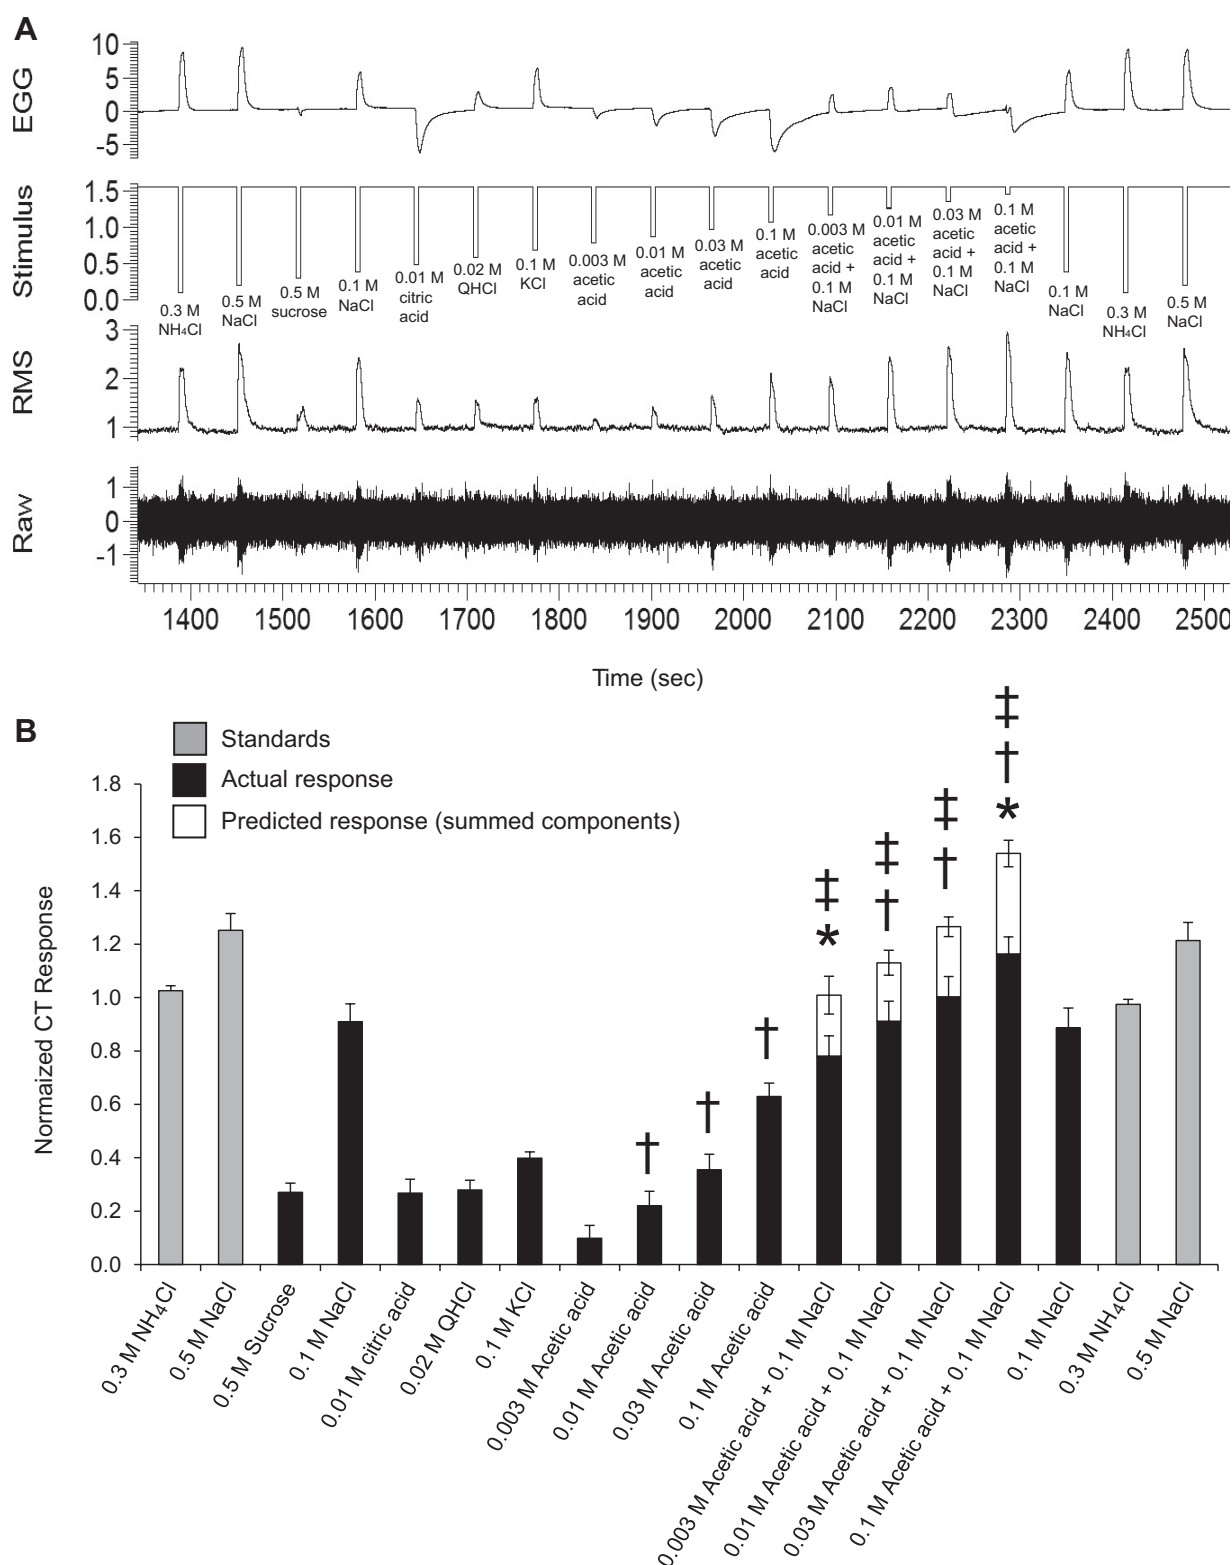 A
EGG
10
5
0
-5
Stimulus
1.5
1.0
0.5
0.0
0.3 M
NH₄Cl
0.5 M
NaCl
0.5 M
sucrose
0.1 M
NaCl
0.01 M
citric
acid
0.02 M
QHCl
0.1 M
KCl
0.003 M
acetic
acid
0.01 M
acetic
acid
0.03 M
acetic
acid
0.1 M
acetic
acid
0.003 M
acetic
acid +
0.1 M
NaCl
0.01 M
acetic
acid +
0.1 M
NaCl
0.03 M
acetic
acid +
0.1 M
NaCl
0.1 M
acetic
acid +
0.1 M
NaCl
0.1 M
NaCl
0.3 M
NH₄Cl
0.5 M
NaCl
RMS
3
2
1
Raw
1
0
-1
1400 1500 1600 1700 1800 1900 2000 2100 2200 2300 2400 2500
Time (sec)
B
Standards
Actual response
Predicted response (summed components)
Normaized CT Response
1.8
1.6
1.4
1.2
1.0
0.8
0.6
0.4
0.2
0.0
†
†
†
‡
*
‡
†
‡
†
‡
†
*
0.3 M NH₄Cl
0.5 M NaCl
0.5 M Sucrose
0.1 M NaCl
0.01 M citric acid
0.02 M QHCl
0.1 M KCl
0.003 M Acetic acid
0.01 M Acetic acid
0.03 M Acetic acid
0.1 M Acetic acid
0.003 M Acetic acid + 0.1 M NaCl
0.01 M Acetic acid + 0.1 M NaCl
0.03 M Acetic acid + 0.1 M NaCl
0.1 M Acetic acid + 0.1 M NaCl
0.1 M NaCl
0.3 M NH₄Cl
0.5 M NaCl